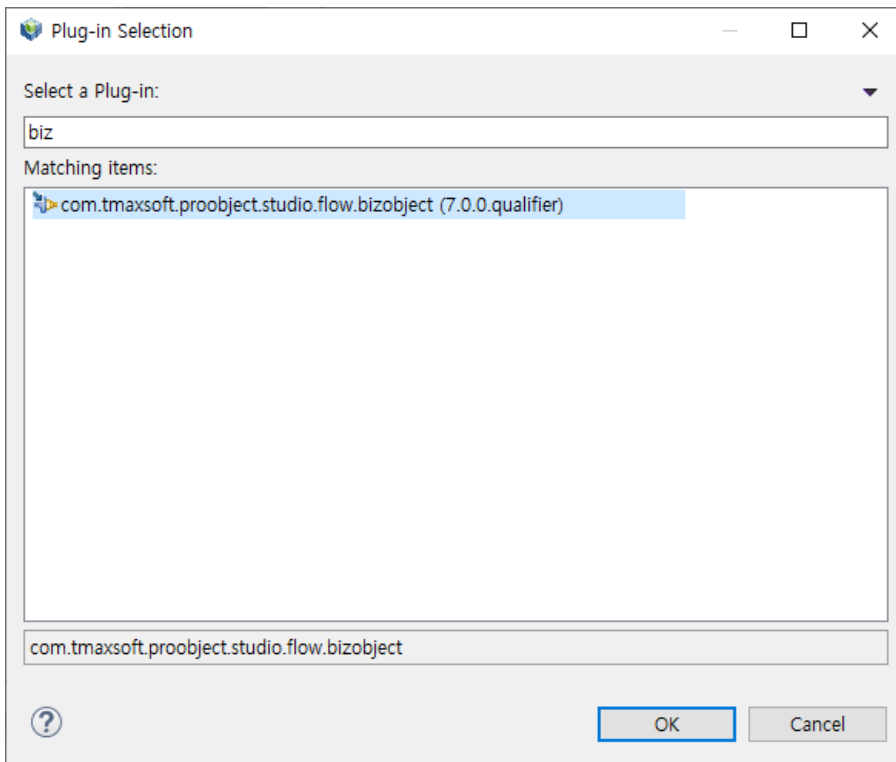 Plug-in Selection
Select a Plug-in:
biz
Matching items:
com.tmaxsoft.proobject.studio.flow.bizobject (7.0.0.qualifier)
com.tmaxsoft.proobject.studio.flow.bizobject
OK Cancel